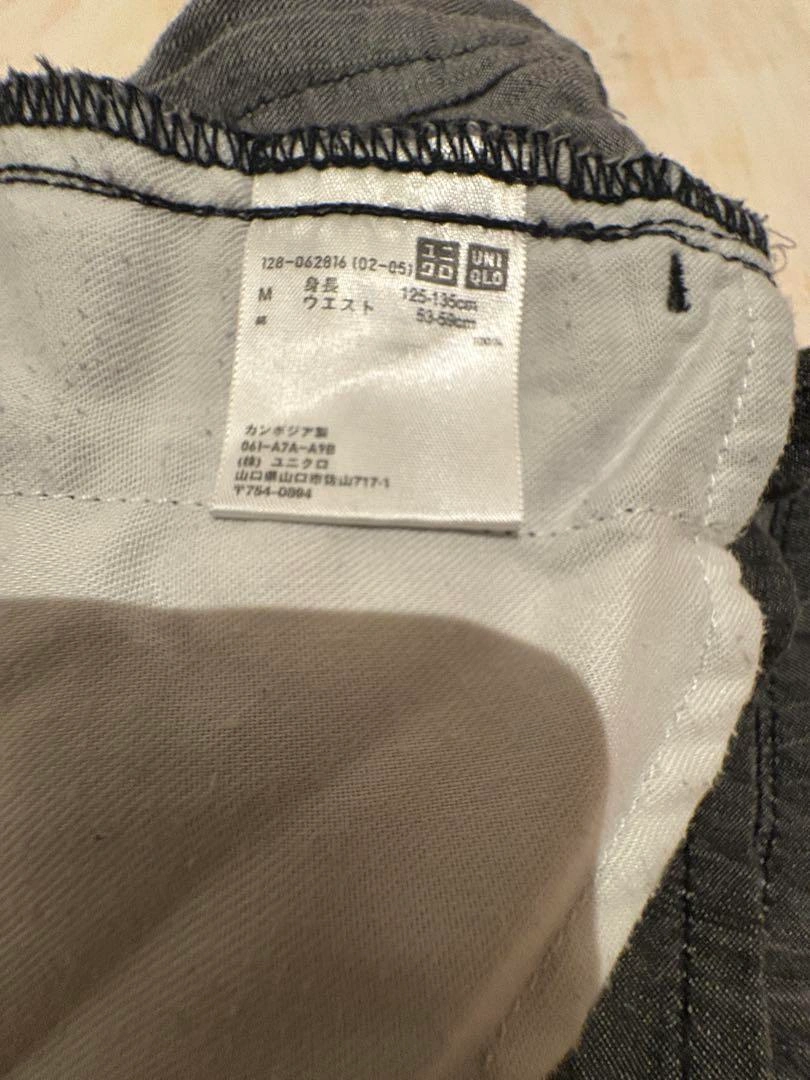 128-062816 (02-05) ユニクロ UNIQLO
M 身長 125-135cm
ウエスト 53-59cm
綿 100%
カンボジア製
061-A7A-A9B
(株) ユニクロ
山口県山口市佐山717-1
〒754-0894